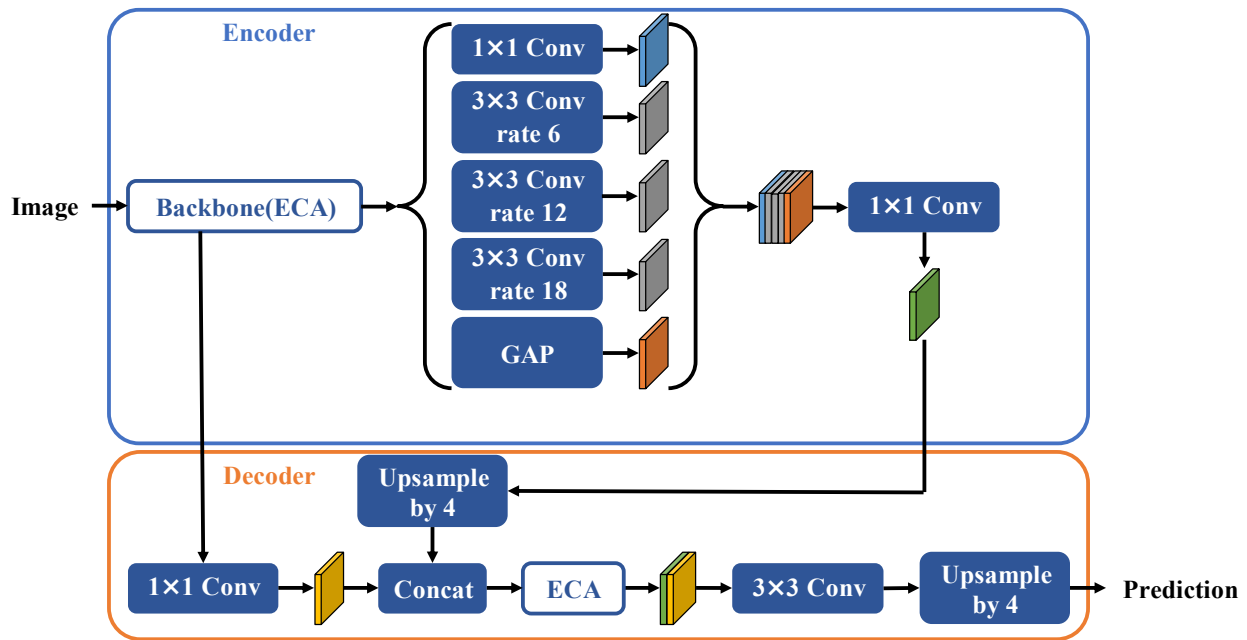 Encoder
1×1 Conv
3×3 Conv
rate 6
3×3 Conv
rate 12
3×3 Conv
rate 18
GAP
Image
Backbone(ECA)
1×1 Conv
Decoder
Upsample
by 4
1×1 Conv
Concat
ECA
3×3 Conv
Upsample
by 4
Prediction